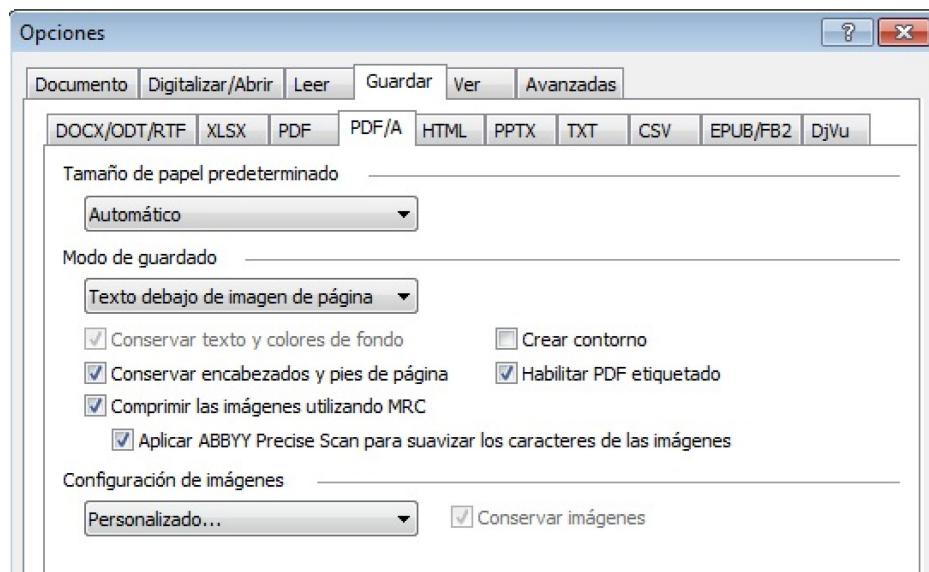 Opciones
Documento Digitalizar/Abrir Leer Guardar Ver Avanzadas
DOCX/ODT/RTF XLSX PDF PDF/A HTML PPTX TXT CSV EPUB/FB2 DjVu
Tamaño de papel predeterminado
Automático
Modo de guardado
Texto debajo de imagen de página
Conservar texto y colores de fondo Crear contorno
Conservar encabezados y pies de página Habilitar PDF etiquetado
Comprimir las imágenes utilizando MRC
Aplicar ABBYY Precise Scan para suavizar los caracteres de las imágenes
Configuración de imágenes
Personalizado... Conservar imágenes